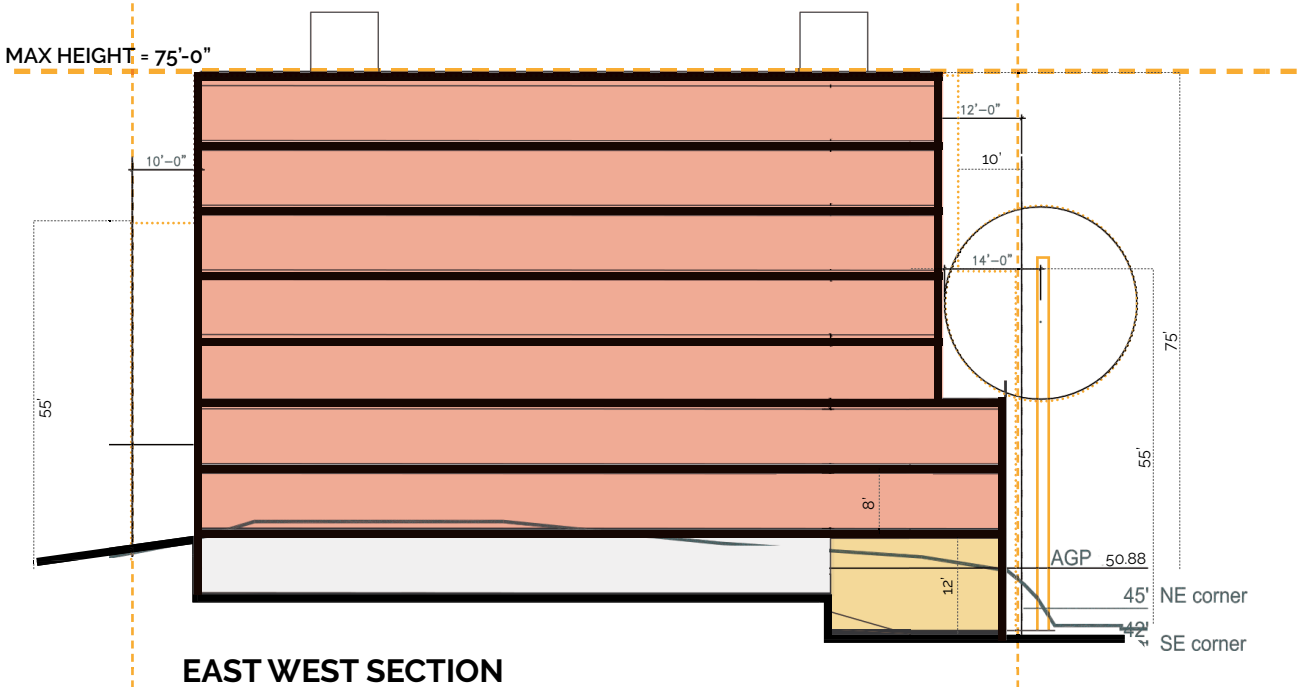 MAX HEIGHT = 75'-0"
12'-0"
10'-0"
10'
14'-0"
75'
55'
55'
8'
AGP 50.88
12'
45' NE corner
42'
SE corner
EAST WEST SECTION